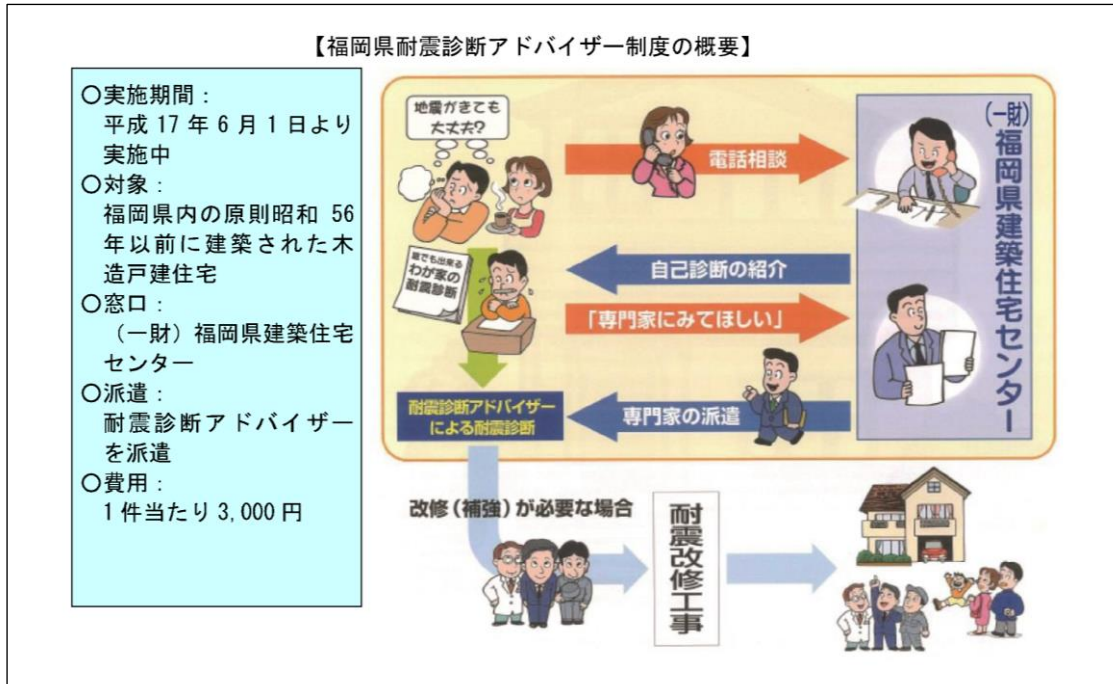 【福岡県耐震診断アドバイザー制度の概要】
○実施期間：
平成 17 年 6 月 1 日より
実施中
○対象：
福岡県内の原則昭和 56
年以前に建築された木
造戸建住宅
○窓口：
（一財）福岡県建築住宅
センター
○派遣：
耐震診断アドバイザー
を派遣
○費用：
1 件当たり 3,000 円
地震がきても
大丈夫?
電話相談
(一財)
福岡県建築住宅センター
誰でも出来る
わが家の
耐震診断
自己診断の紹介
「専門家にみてほしい」
専門家の派遣
耐震診断アドバイザー
による耐震診断
改修（補強）が必要な場合
耐震改修工事